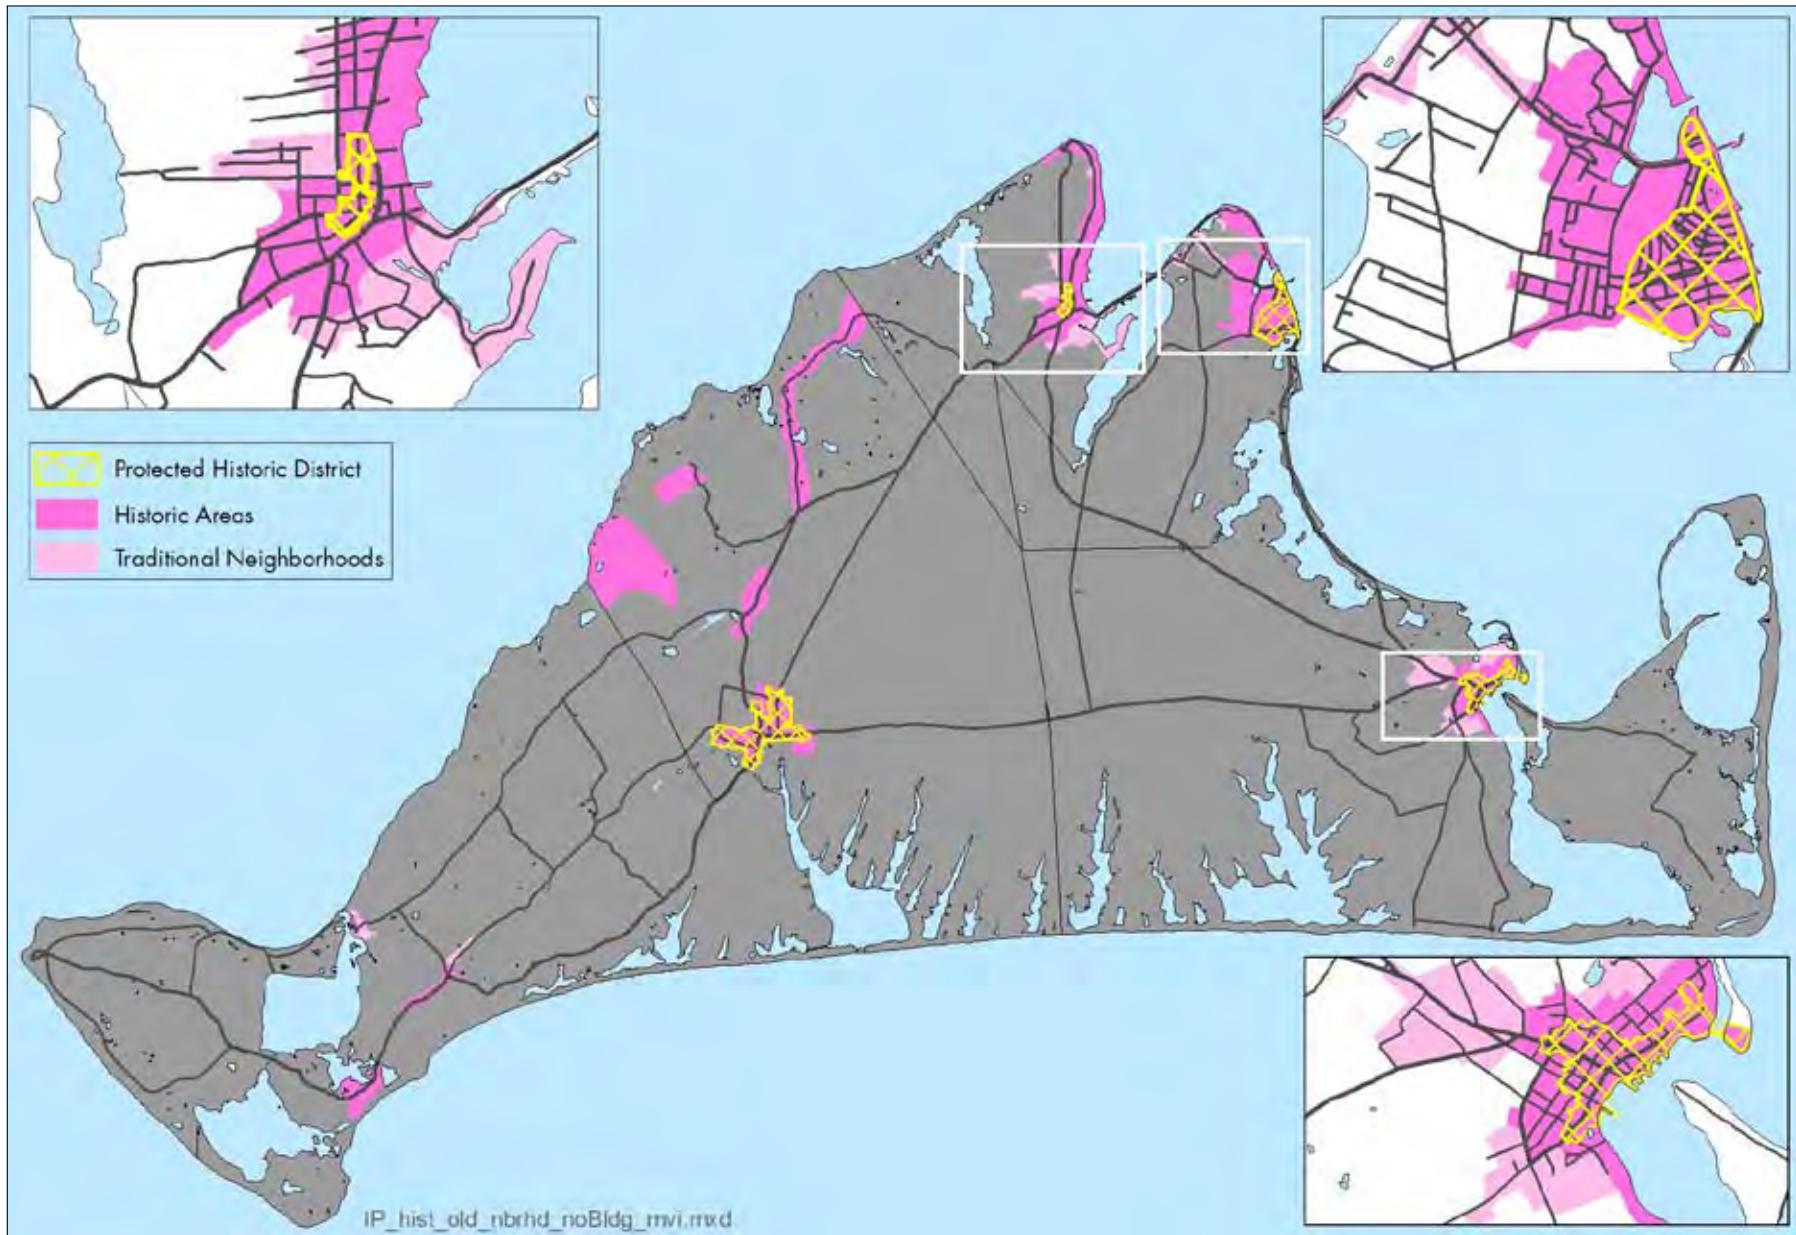 Protected Historic District
Historic Areas
Traditional Neighborhoods
IP_hist_old_nbrhd_noBldg_mvi.mxd